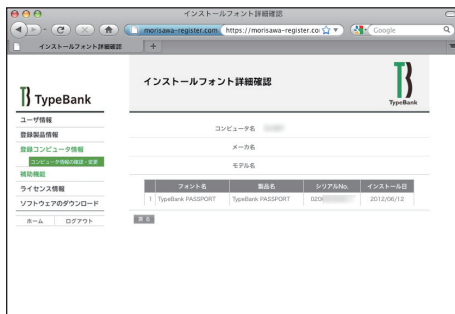 インストールフォント詳細確認
morisawa-register.com
https://morisawa-register.co
Google
インストールフォント詳細確認
TypeBank
インストールフォント詳細確認
TypeBank
ユーザ情報
登録製品情報
登録コンピュータ情報
コンピュータ情報の確認・変更
補助機能
ライセンス情報
ソフトウェアのダウンロード
ホーム ログアウト
コンピュータ名
メーカ名
モデル名
フォント名 製品名 シリアルNo. インストール日
1 TypeBank PASSPORT TypeBank PASSPORT 020 2012/06/12
戻る